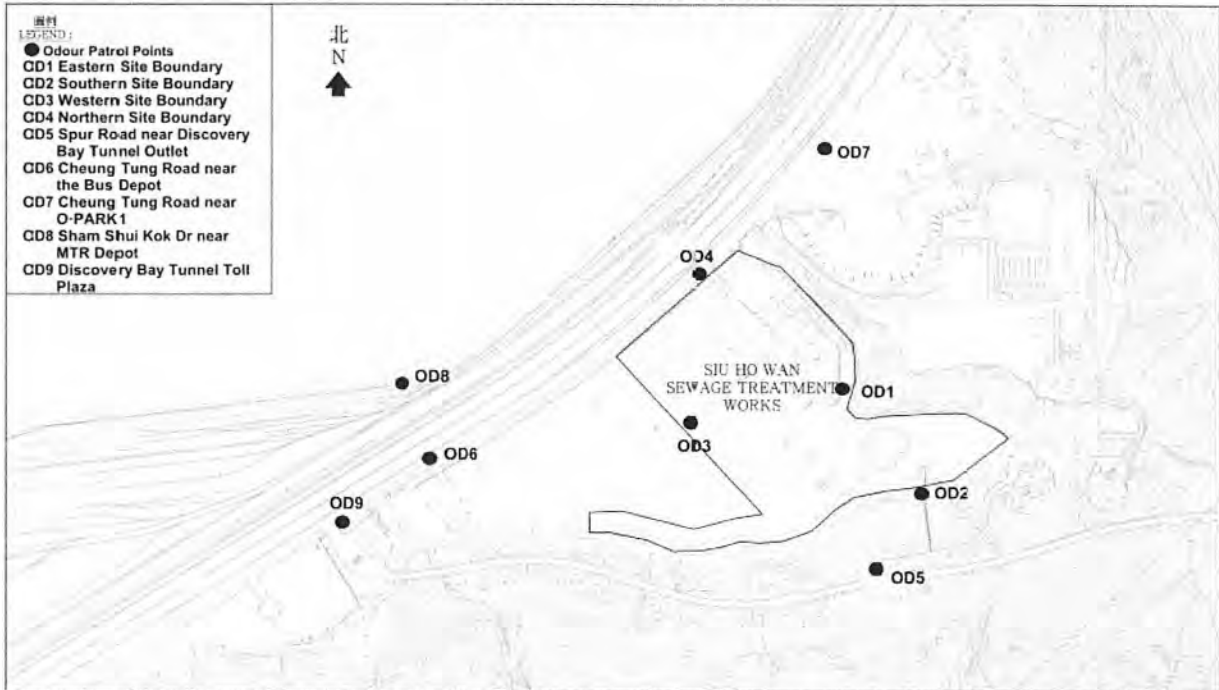 圖例
LEGEND :
Odour Patrol Points
OD1 Eastern Site Boundary
OD2 Southern Site Boundary
OD3 Western Site Boundary
OD4 Northern Site Boundary
OD5 Spur Road near Discovery
Bay Tunnel Outlet
OD6 Cheung Tung Road near
the Bus Depot
OD7 Cheung Tung Road near
O·PARK1
OD8 Sham Shui Kok Dr near
MTR Depot
OD9 Discovery Bay Tunnel Toll
Plaza
北
N
OD7
OD4
SIU HO WAN
SEWAGE TREATMENT
WORKS
OD8
OD1
OD3
OD6
OD2
OD9
OD5